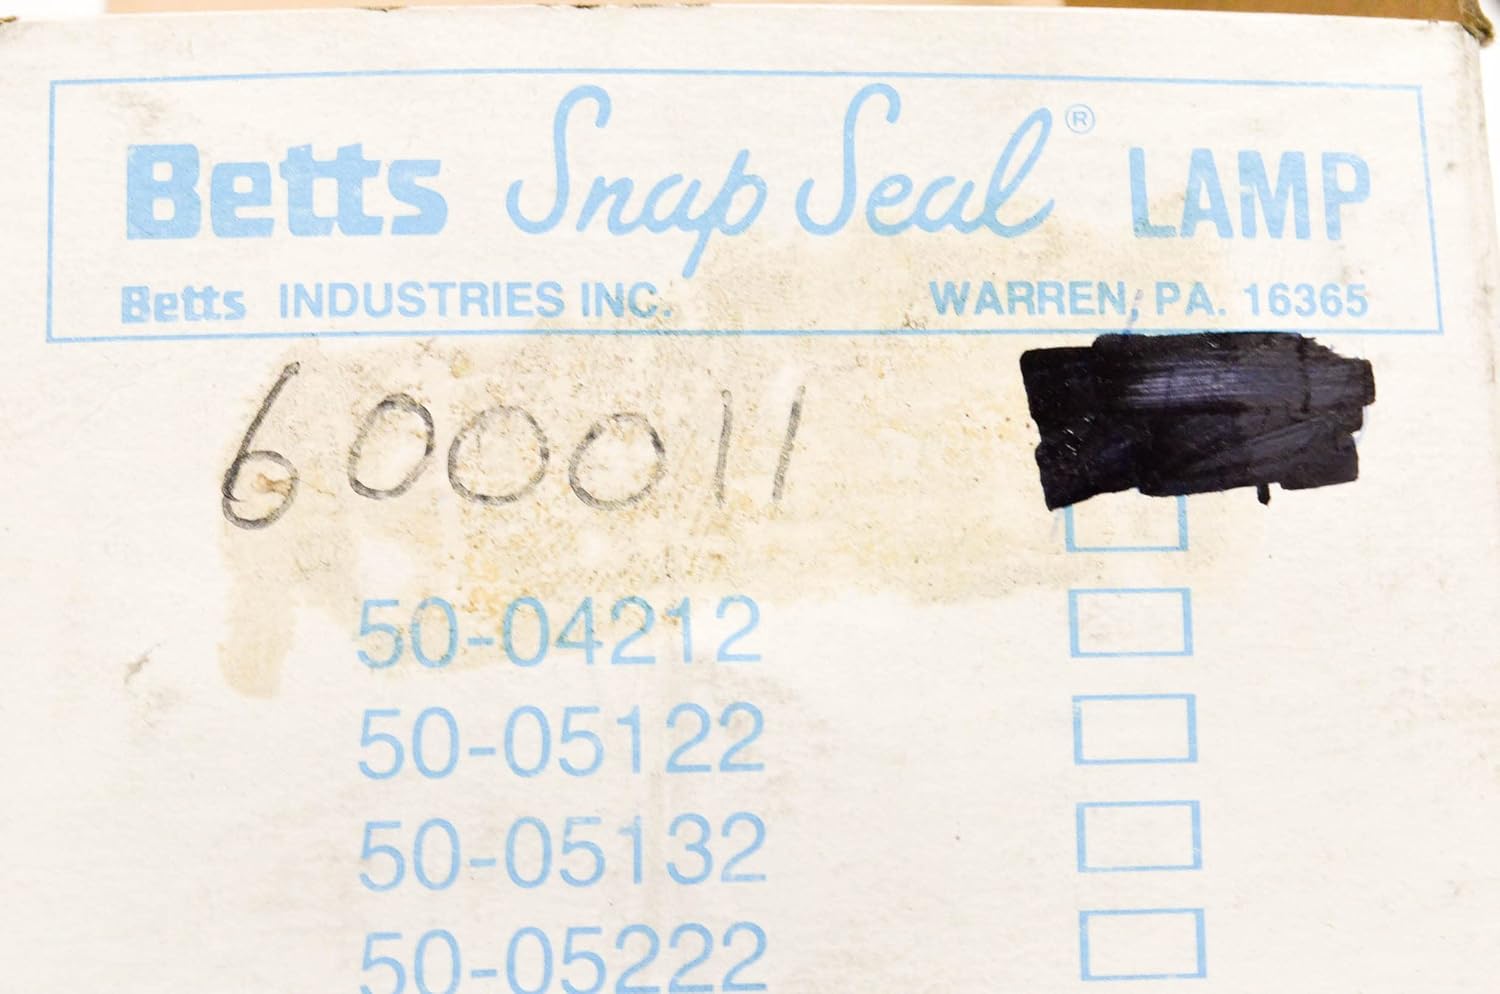 Betts Snap Seal® LAMP
Betts INDUSTRIES INC. WARREN, PA. 16365
600011
50-04212
50-05122
50-05132
50-05222